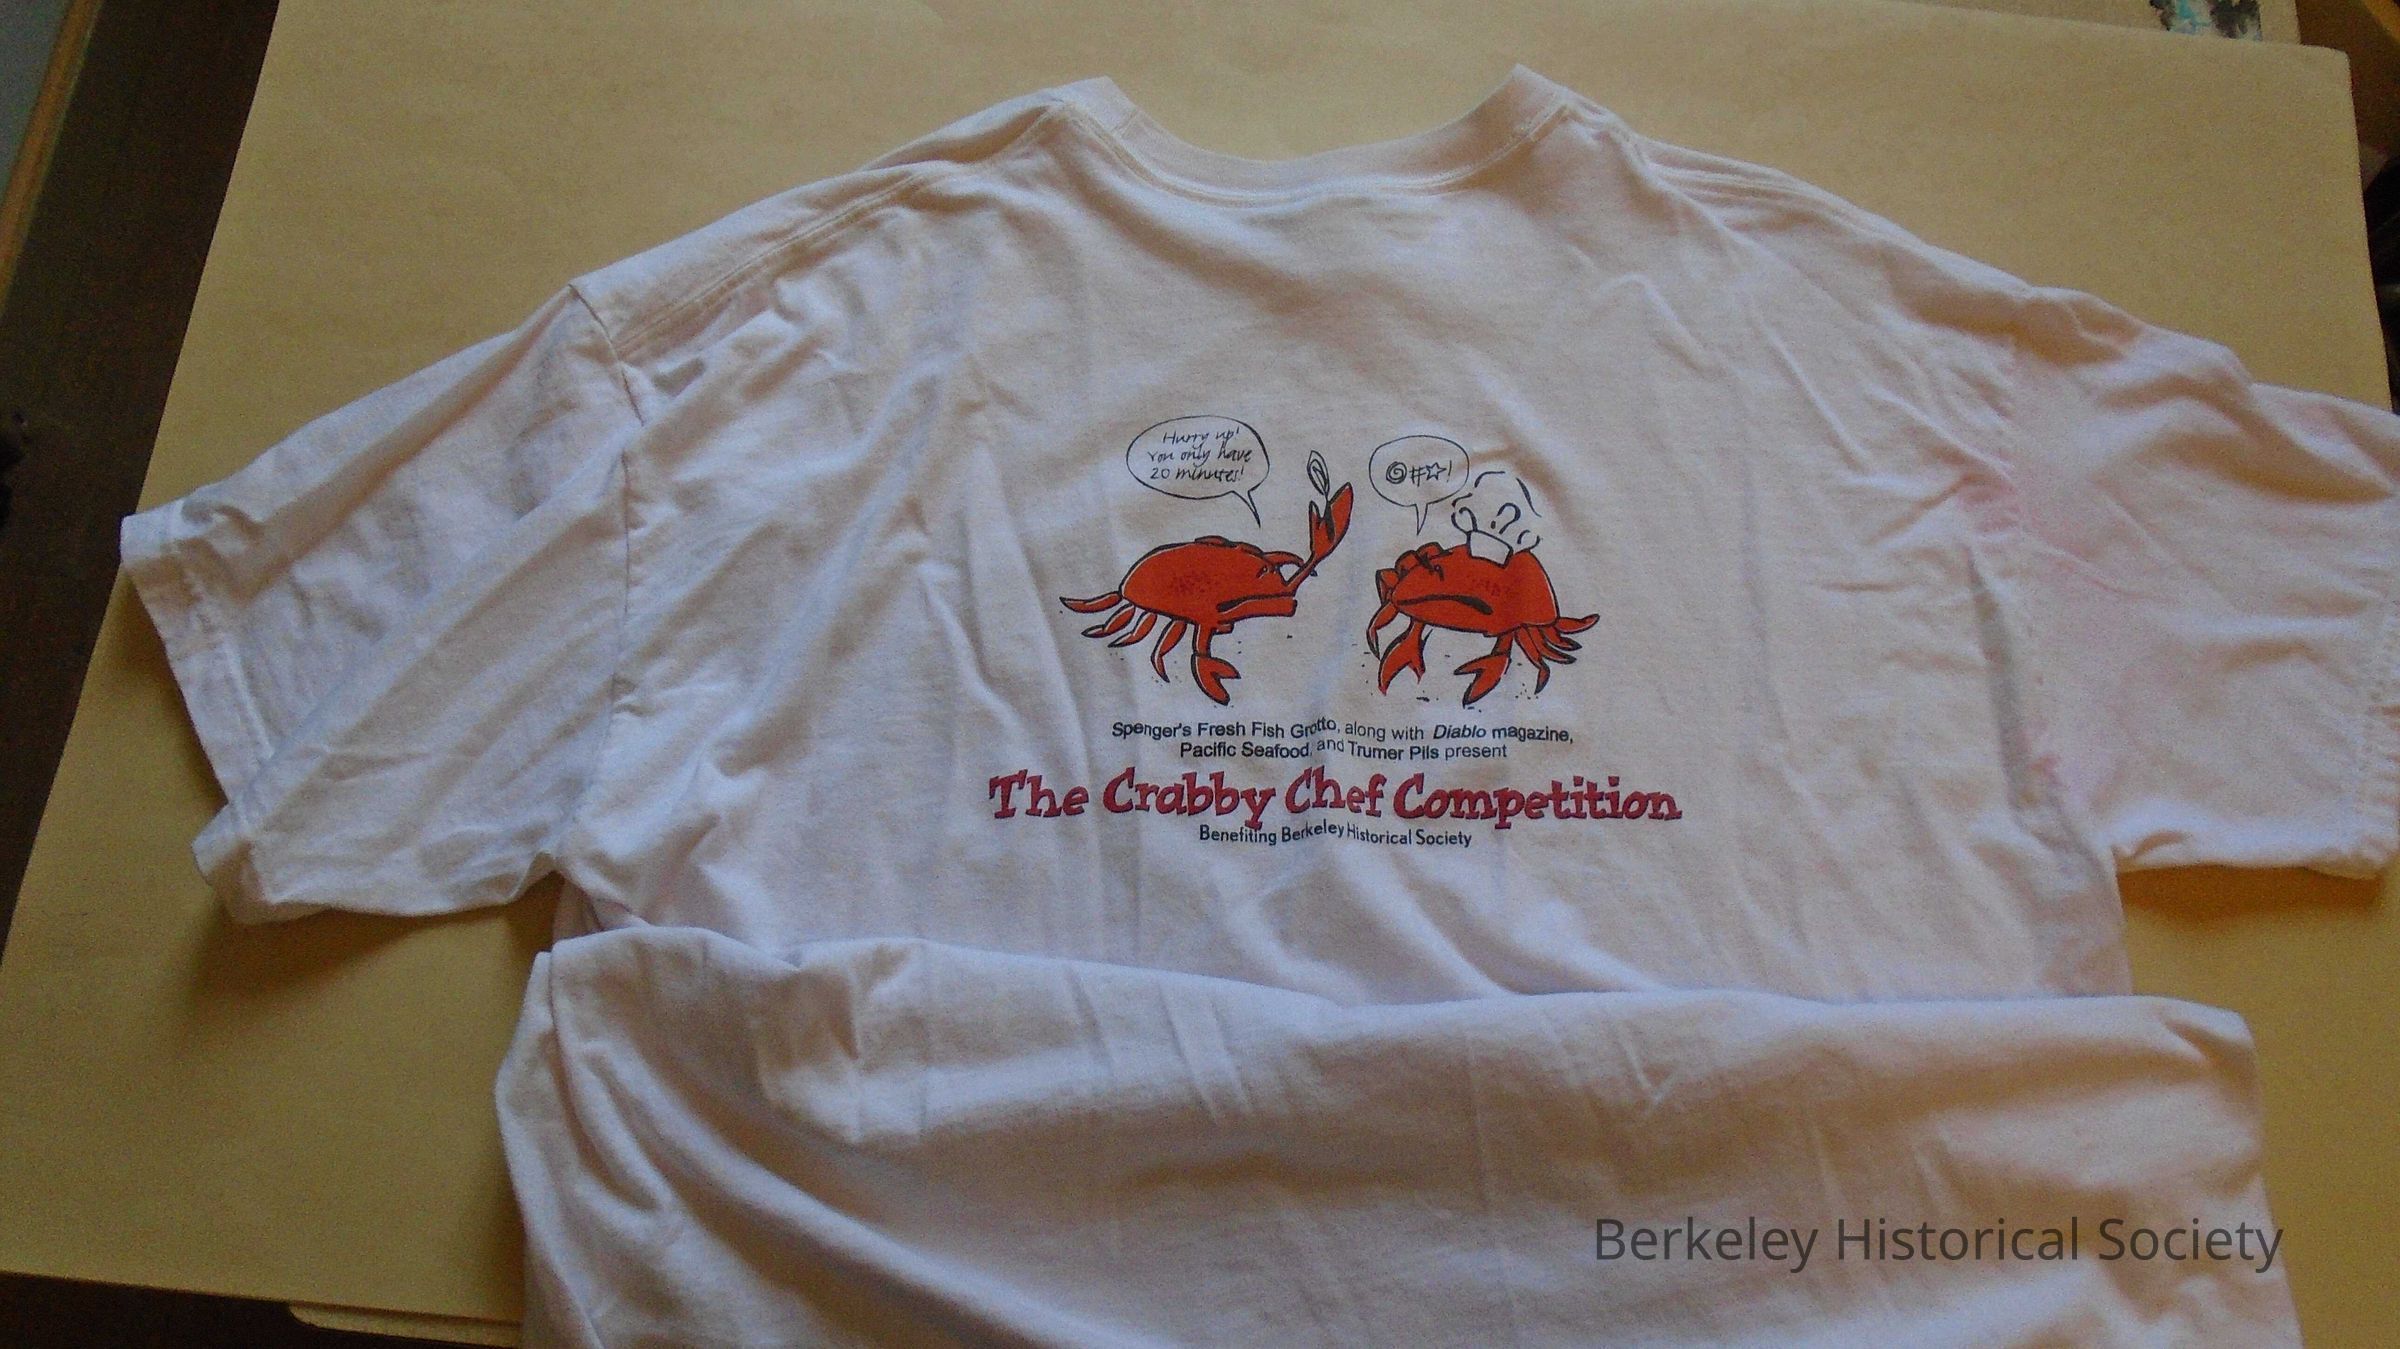 Hurry up!
You only have
20 minutes!
@#☆!
Spenger's Fresh Fish Grotto, along with Diablo magazine,
Pacific Seafood, and Trumer Pils present
The Crabby Chef Competition
Benefiting Berkeley Historical Society
Berkeley Historical Society